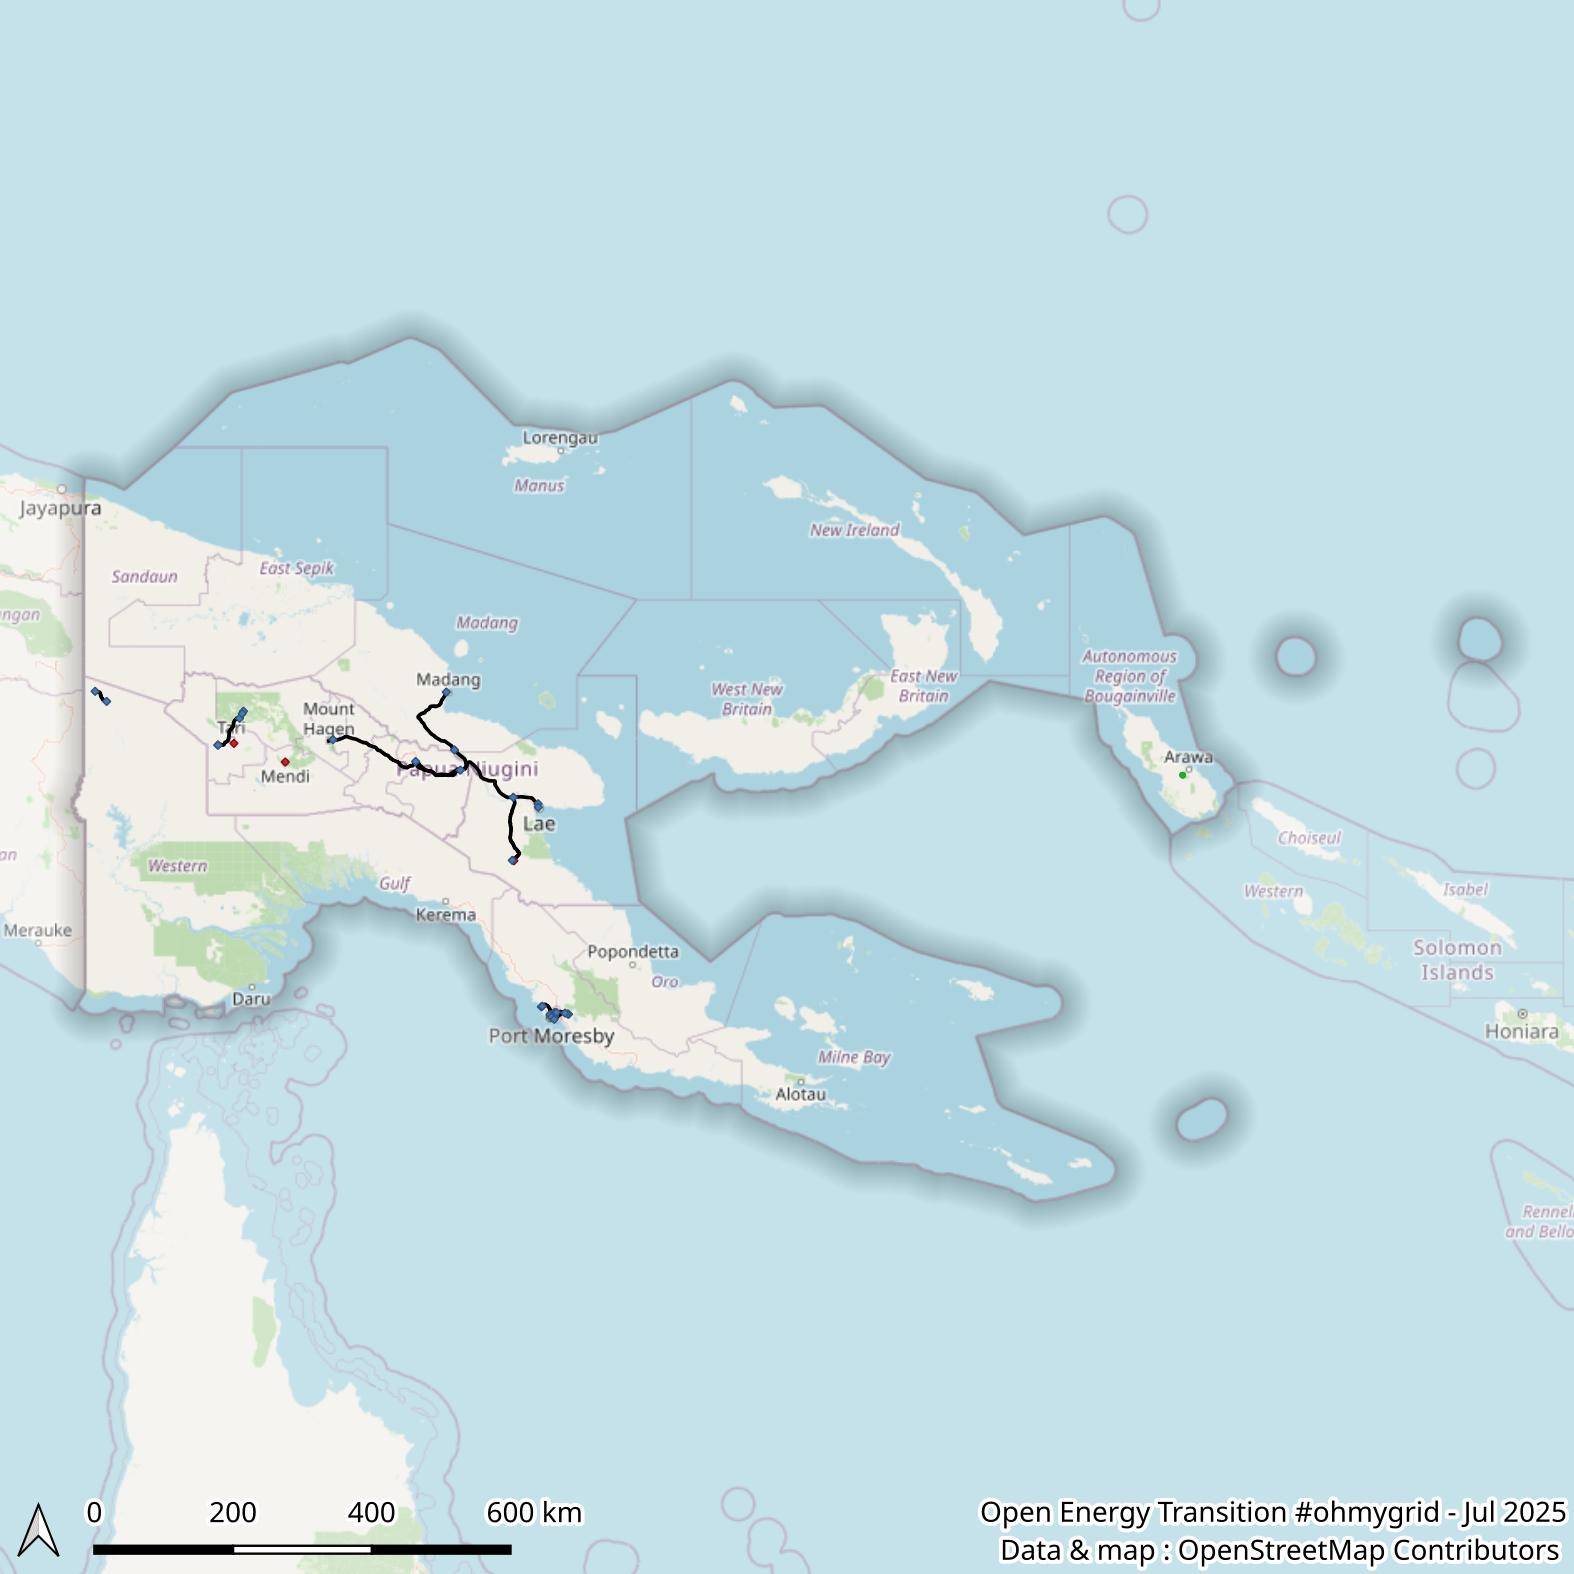 Lorengau
Manus
Jayapura
New Ireland
East Sepik
Sandaun
Madang
Autonomous
Region of
Bougainville
Madang
East New
Britain
West New
Britain
Mount
Hagen
Tari
Arawa
Papua Niugini
Mendi
Lae
Choiseul
Western
Gulf
Isabel
Western
Kerema
Merauke
Popondetta
Solomon
Islands
Oro
Daru
Honiara
Port Moresby
Milne Bay
Alotau
Rennel
and Bello
ngan
an
0 200 400 600 km
Open Energy Transition #ohmygrid - Jul 2025
Data & map : OpenStreetMap Contributors